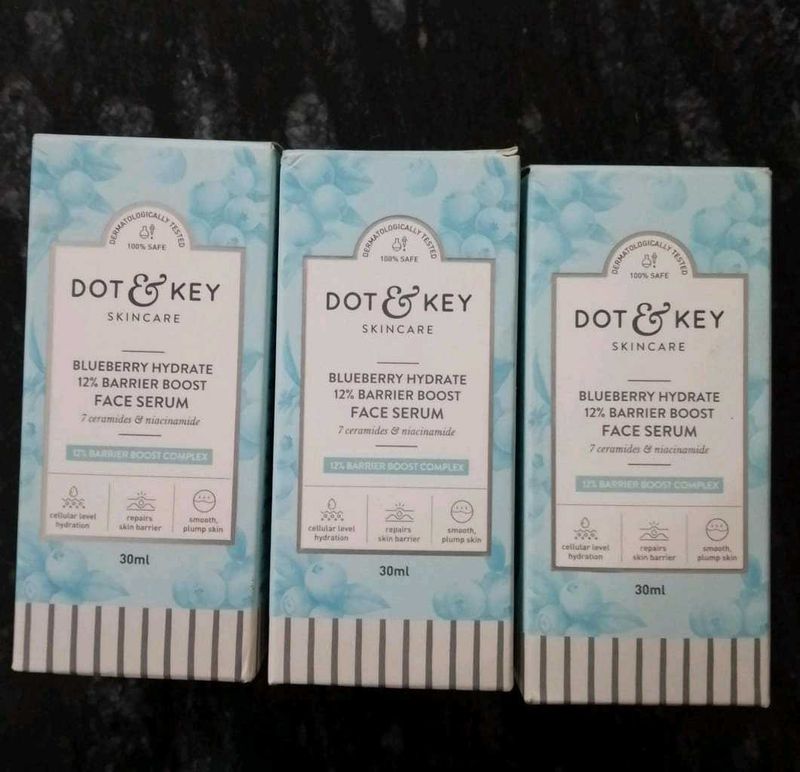 DERMATOLOGICALLY TESTED
100% SAFE
DOT & KEY
SKINCARE
BLUEBERRY HYDRATE
12% BARRIER BOOST
FACE SERUM
7 ceramides & niacinamide
12% BARRIER BOOST COMPLEX
cellular level
hydration
repairs
skin barrier
smooth,
plump skin
30ml
DERMATOLOGICALLY TESTED
100% SAFE
DOT & KEY
SKINCARE
BLUEBERRY HYDRATE
12% BARRIER BOOST
FACE SERUM
7 ceramides & niacinamide
12% BARRIER BOOST COMPLEX
cellular level
hydration
repairs
skin barrier
smooth,
plump skin
30ml
DERMATOLOGICALLY TESTED
100% SAFE
DOT & KEY
SKINCARE
BLUEBERRY HYDRATE
12% BARRIER BOOST
FACE SERUM
7 ceramides & niacinamide
12% BARRIER BOOST COMPLEX
cellular level
hydration
repairs
skin barrier
smooth,
plump skin
30ml